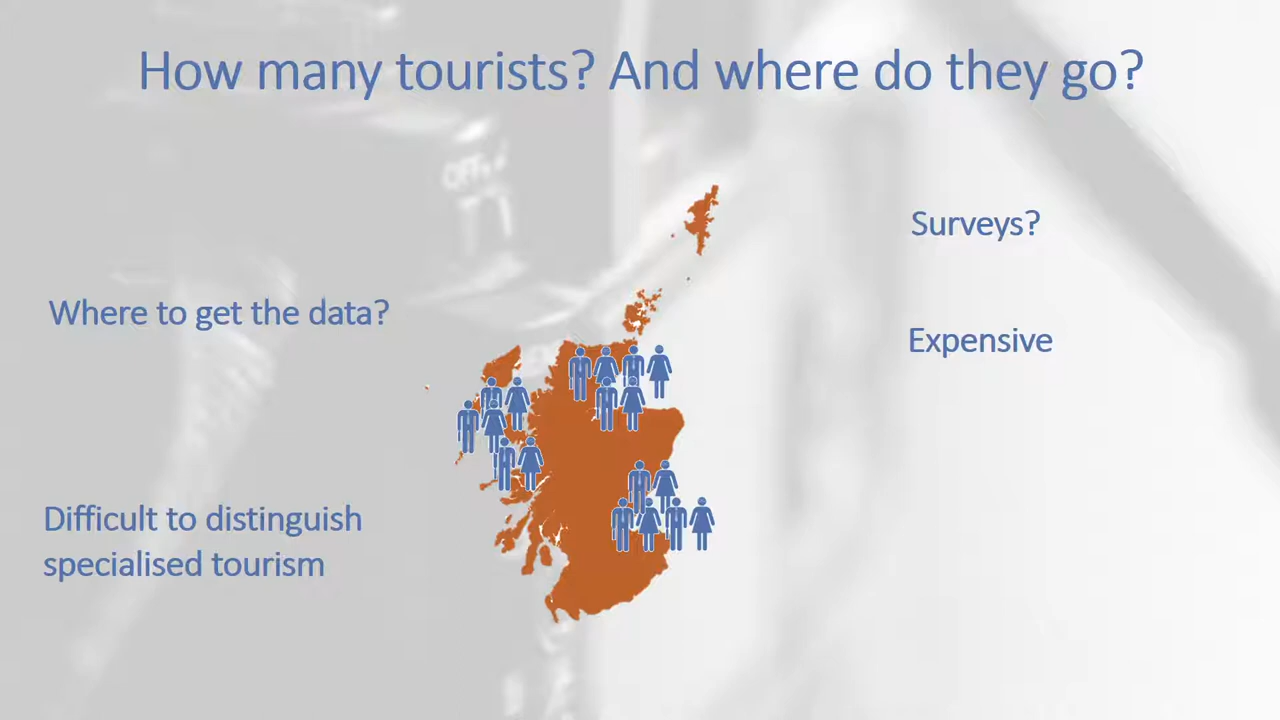 How many tourists? And where do they go?
Surveys?
Where to get the data?
Expensive
Difficult to distinguish
specialised tourism
OFF